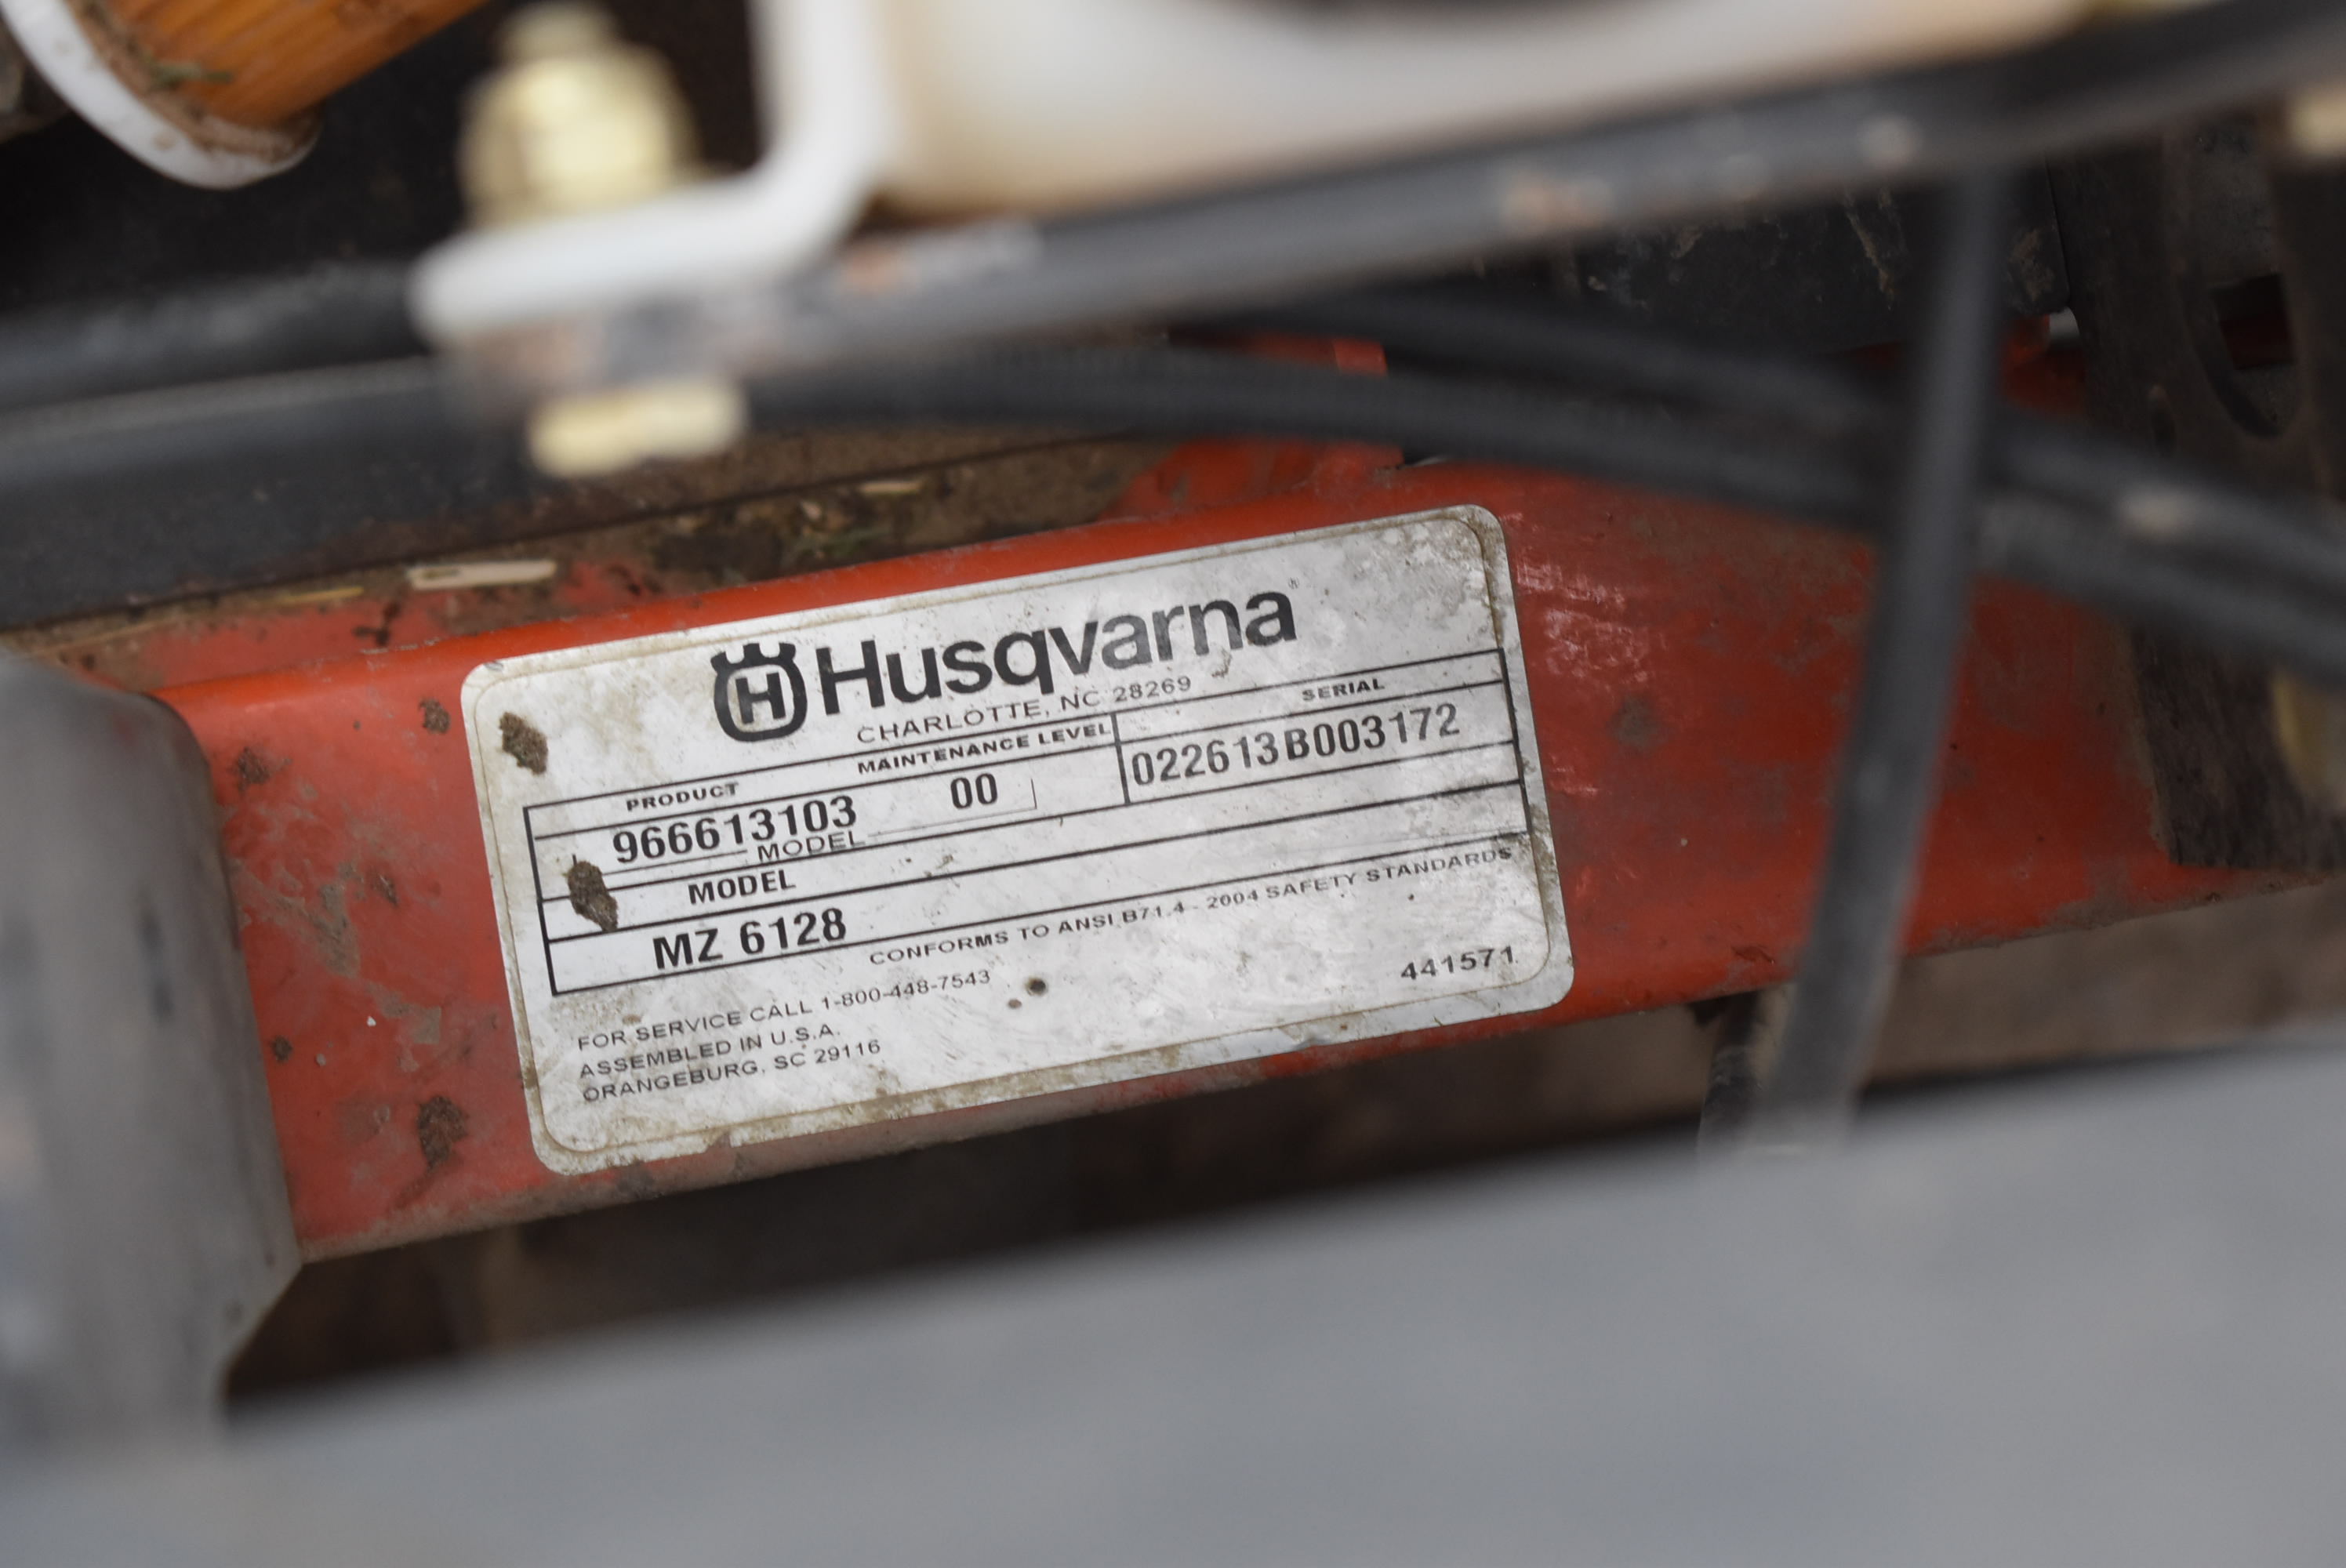 H Husqvarna
CHARLOTTE, NC 28269
PRODUCT MAINTENANCE LEVEL SERIAL
966613103 00 022613B003172
MODEL
MODEL
MZ 6128
CONFORMS TO ANSI B71.4 - 2004 SAFETY STANDARDS
FOR SERVICE CALL 1-800-448-7543
ASSEMBLED IN U.S.A.
ORANGEBURG, SC 29116
441571